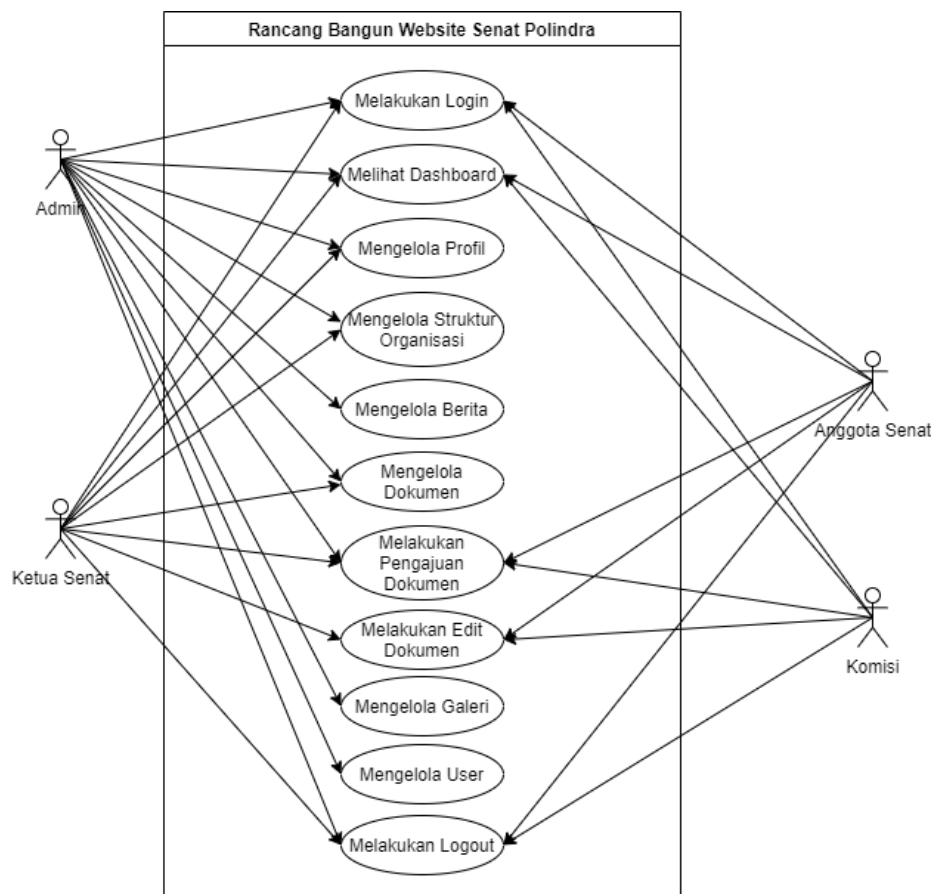 Rancang Bangun Website Senat Polindra
Melakukan Login
Admin
Melihat Dashboard
Mengelola Profil
Mengelola Struktur
Organisasi
Mengelola Berita
Anggota Senat
Mengelola
Dokumen
Ketua Senat
Melakukan
Pengajuan
Dokumen
Melakukan Edit
Dokumen
Komisi
Mengelola Galeri
Mengelola User
Melakukan Logout